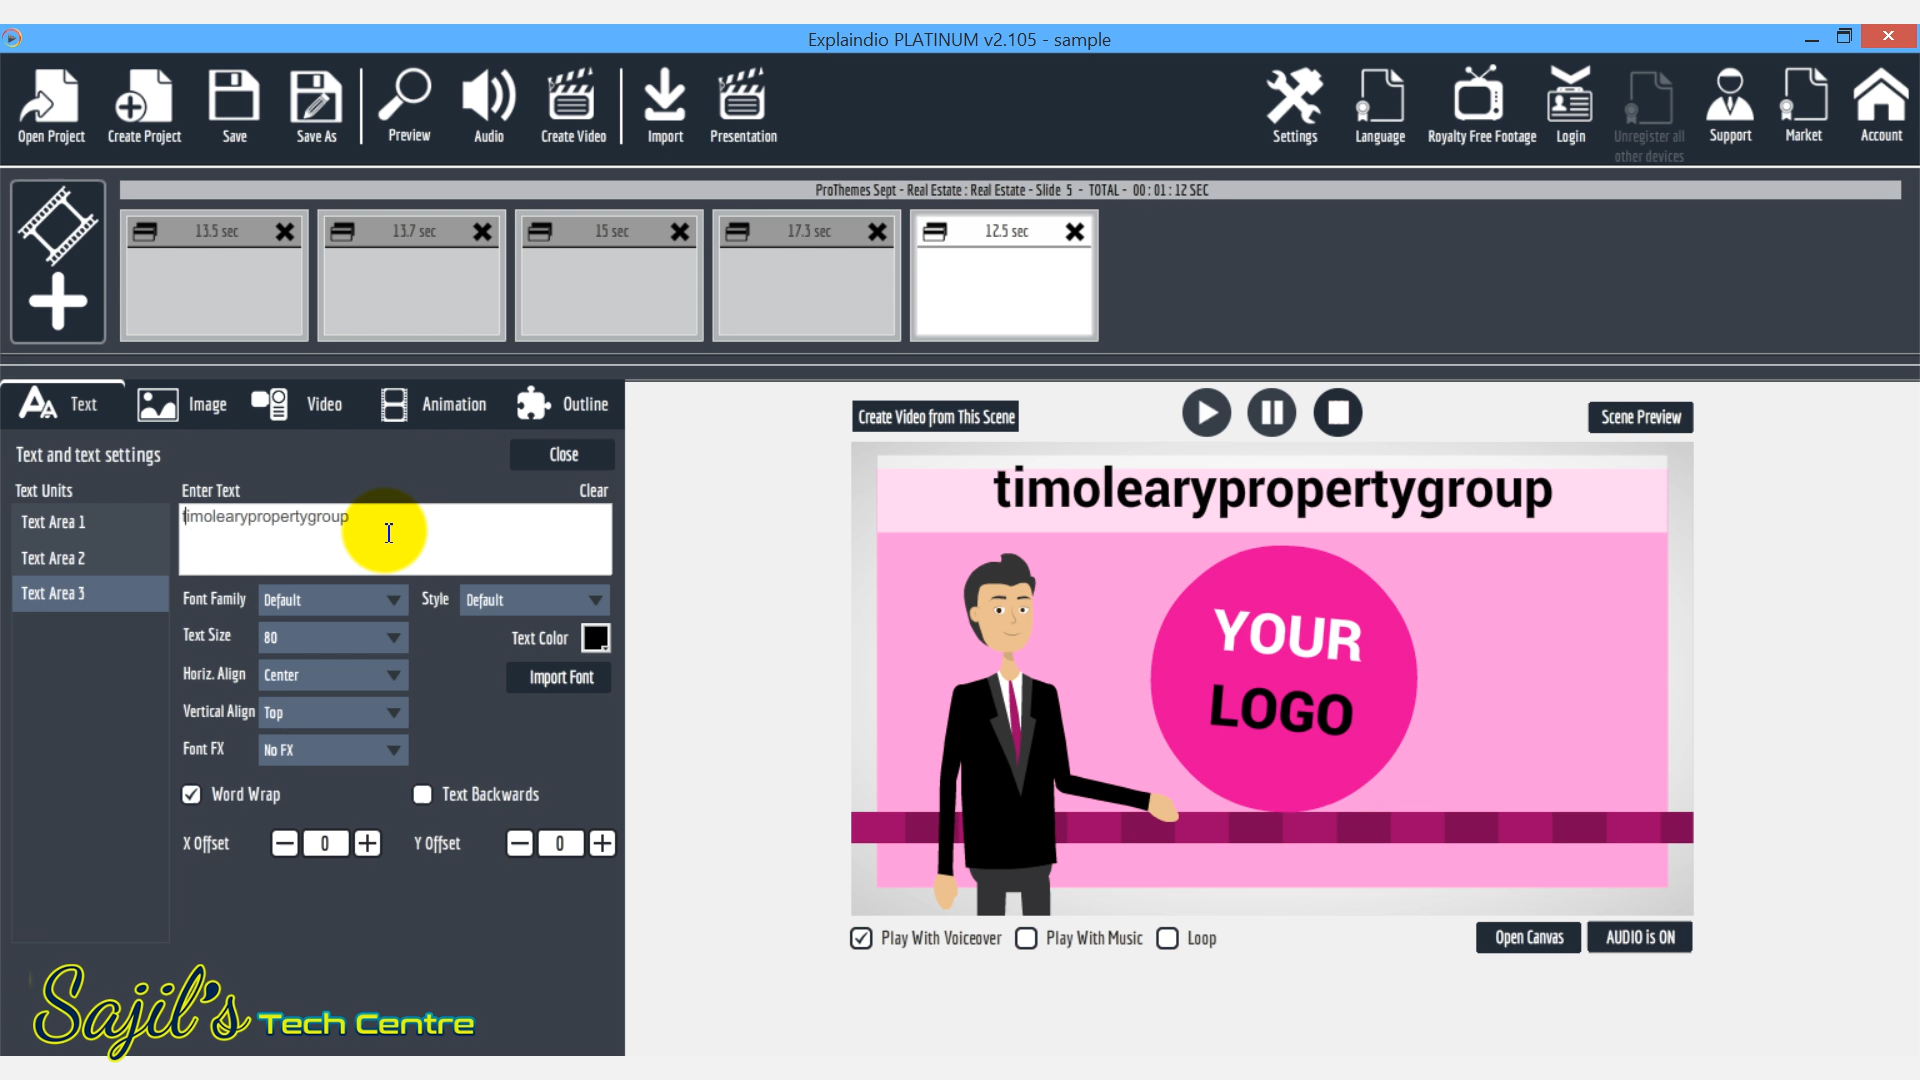 Explaindio PLATINUM v2.105 - sample
Open Project
Create Project
Save
Save As
Preview
Audio
Create Video
Import
Presentation
Settings
Language
Royalty Free Footage
Login
Unregister all
other devices
Support
Market
Account
ProThemes Sept - Real Estate : Real Estate - Slide 5 - TOTAL - 00 : 01 : 12 SEC
13.5 sec
13.7 sec
15 sec
17.3 sec
12.5 sec
Text
Image
Video
Animation
Outline
Text and text settings
Close
Text Units
Enter Text
Clear
Text Area 1
Text Area 2
Text Area 3
timolearypropertygroup
Font Family
Default
Style
Default
Text Size
80
Text Color
Horiz. Align
Center
Import Font
Vertical Align
Top
Font FX
No FX
Word Wrap
Text Backwards
X Offset
0
Y Offset
0
Create Video from This Scene
Scene Preview
timolearypropertygroup
YOUR
LOGO
Play With Voiceover
Play With Music
Loop
Open Canvas
AUDIO is ON
Sajil's Tech Centre